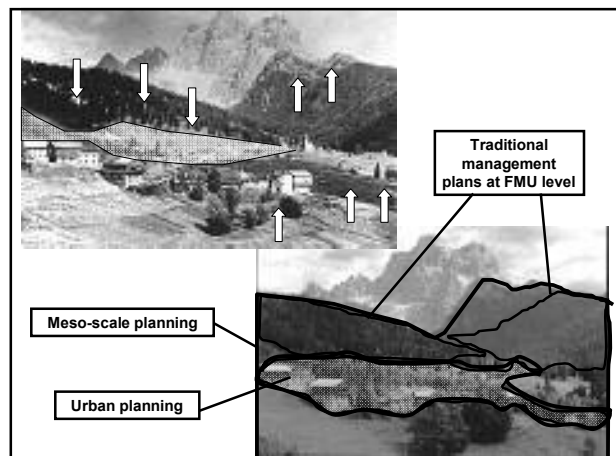 Traditional
management
plans at FMU level
Meso-scale planning
Urban planning